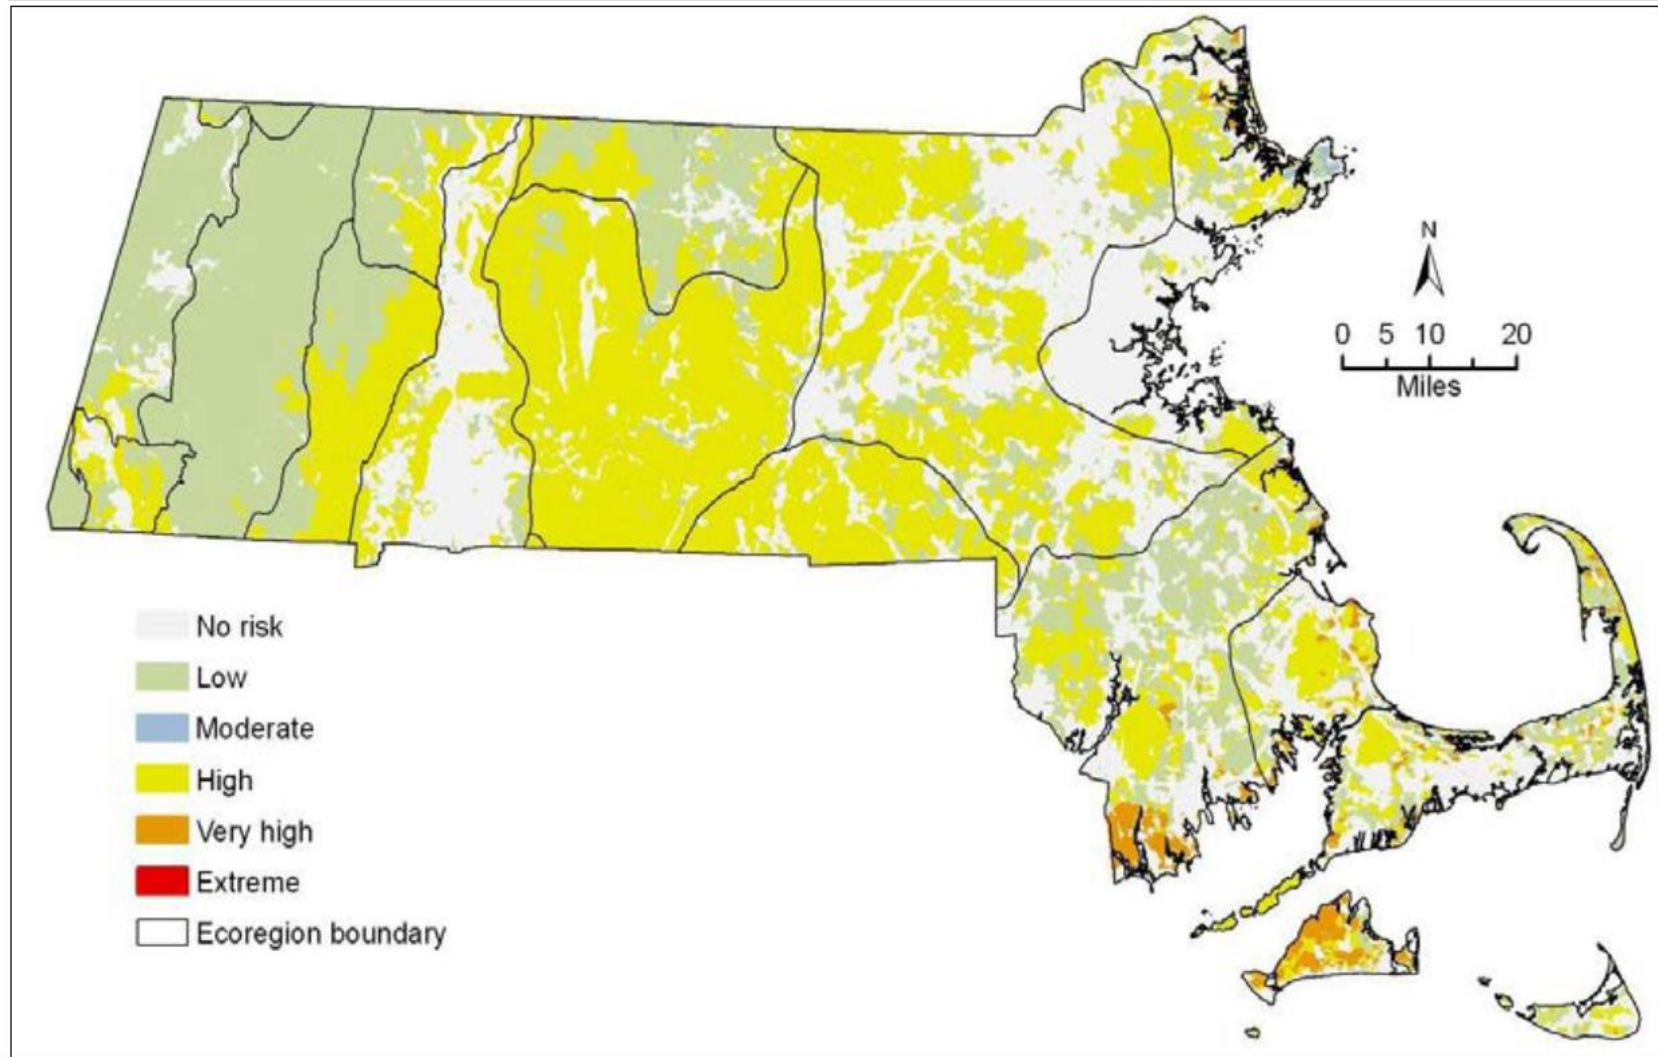 N
0 5 10 20
Miles
No risk
Low
Moderate
High
Very high
Extreme
Ecoregion boundary